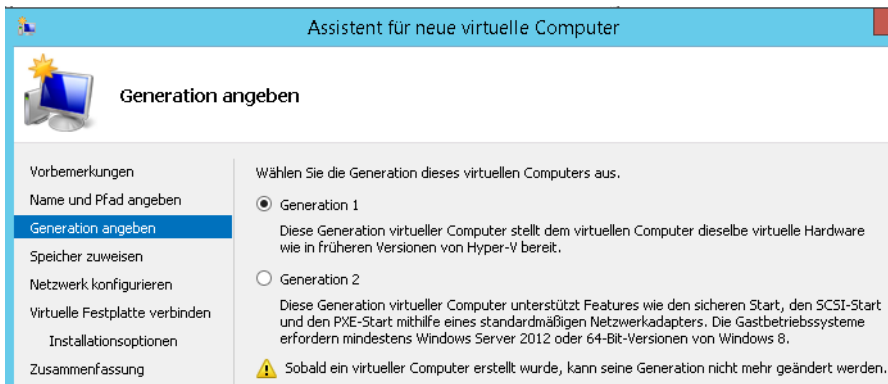 Assistent für neue virtuelle Computer
Generation angeben
Vorbemerkungen
Name und Pfad angeben
Generation angeben
Speicher zuweisen
Netzwerk konfigurieren
Virtuelle Festplatte verbinden
Installationsoptionen
Zusammenfassung
Wählen Sie die Generation dieses virtuellen Computers aus.
Generation 1
Diese Generation virtueller Computer stellt dem virtuellen Computer dieselbe virtuelle Hardware
wie in früheren Versionen von Hyper-V bereit.
Generation 2
Diese Generation virtueller Computer unterstützt Features wie den sicheren Start, den SCSI-Start
und den PXE-Start mithilfe eines standardmäßigen Netzwerkadapters. Die Gastbetriebssysteme
erfordern mindestens Windows Server 2012 oder 64-Bit-Versionen von Windows 8.
Sobald ein virtueller Computer erstellt wurde, kann seine Generation nicht mehr geändert werden.